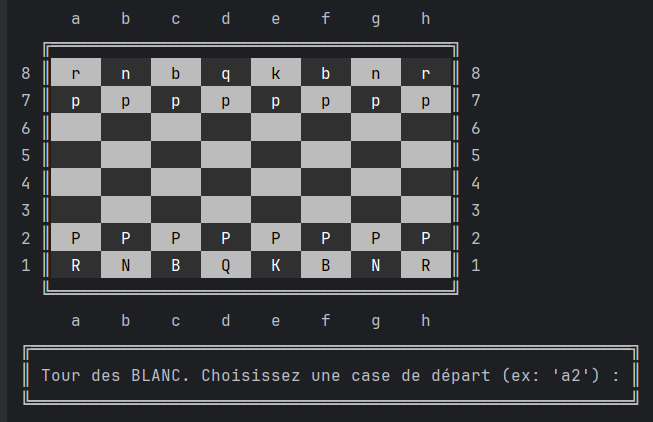 a b c d e f g h
8 r n b q k b n r 8
7 p p p p p p p p 7
6 6
5 5
4 4
3 3
2 P P P P P P P P 2
1 R N B Q K B N R 1
a b c d e f g h
Tour des BLANC. Choisissez une case de départ (ex: 'a2') :